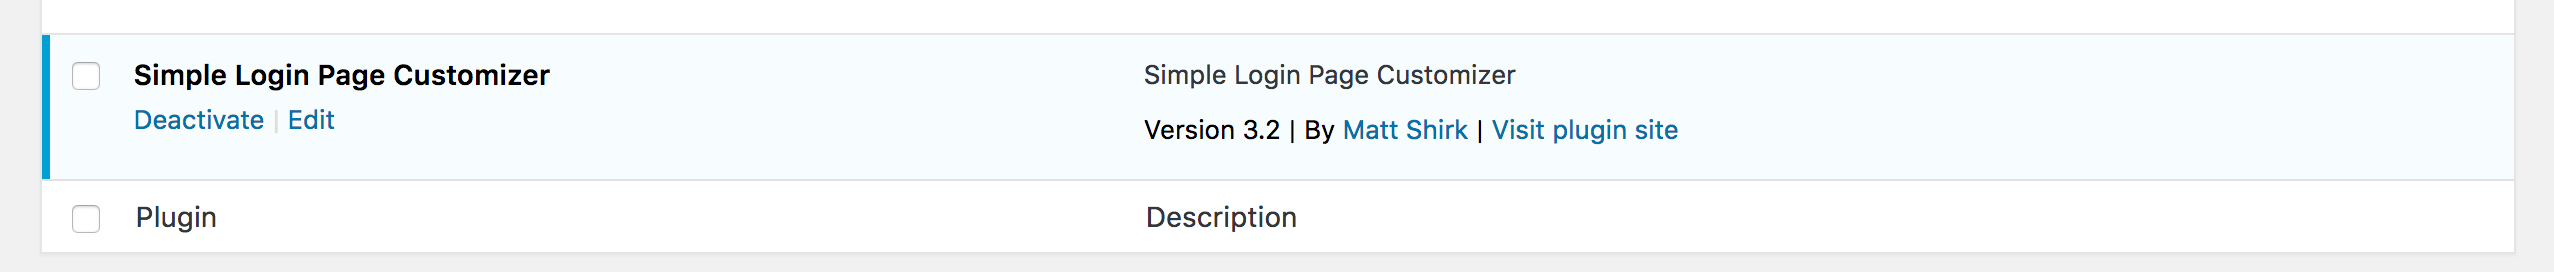 Simple Login Page Customizer
Deactivate | Edit
Simple Login Page Customizer
Version 3.2 | By Matt Shirk | Visit plugin site
Plugin
Description